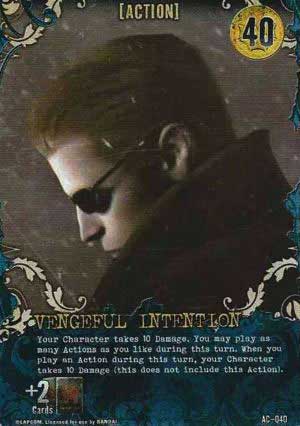 [ACTION]
40
VENGEFUL INTENTION
Your Character takes 10 Damage. You may play as
many Actions as you like during this turn. When you
play an Action during this turn, your Character
takes 10 Damage (this does not include this Action).
+2
Cards
©CAPCOM. Licensed for use by BANDAI
AC-040